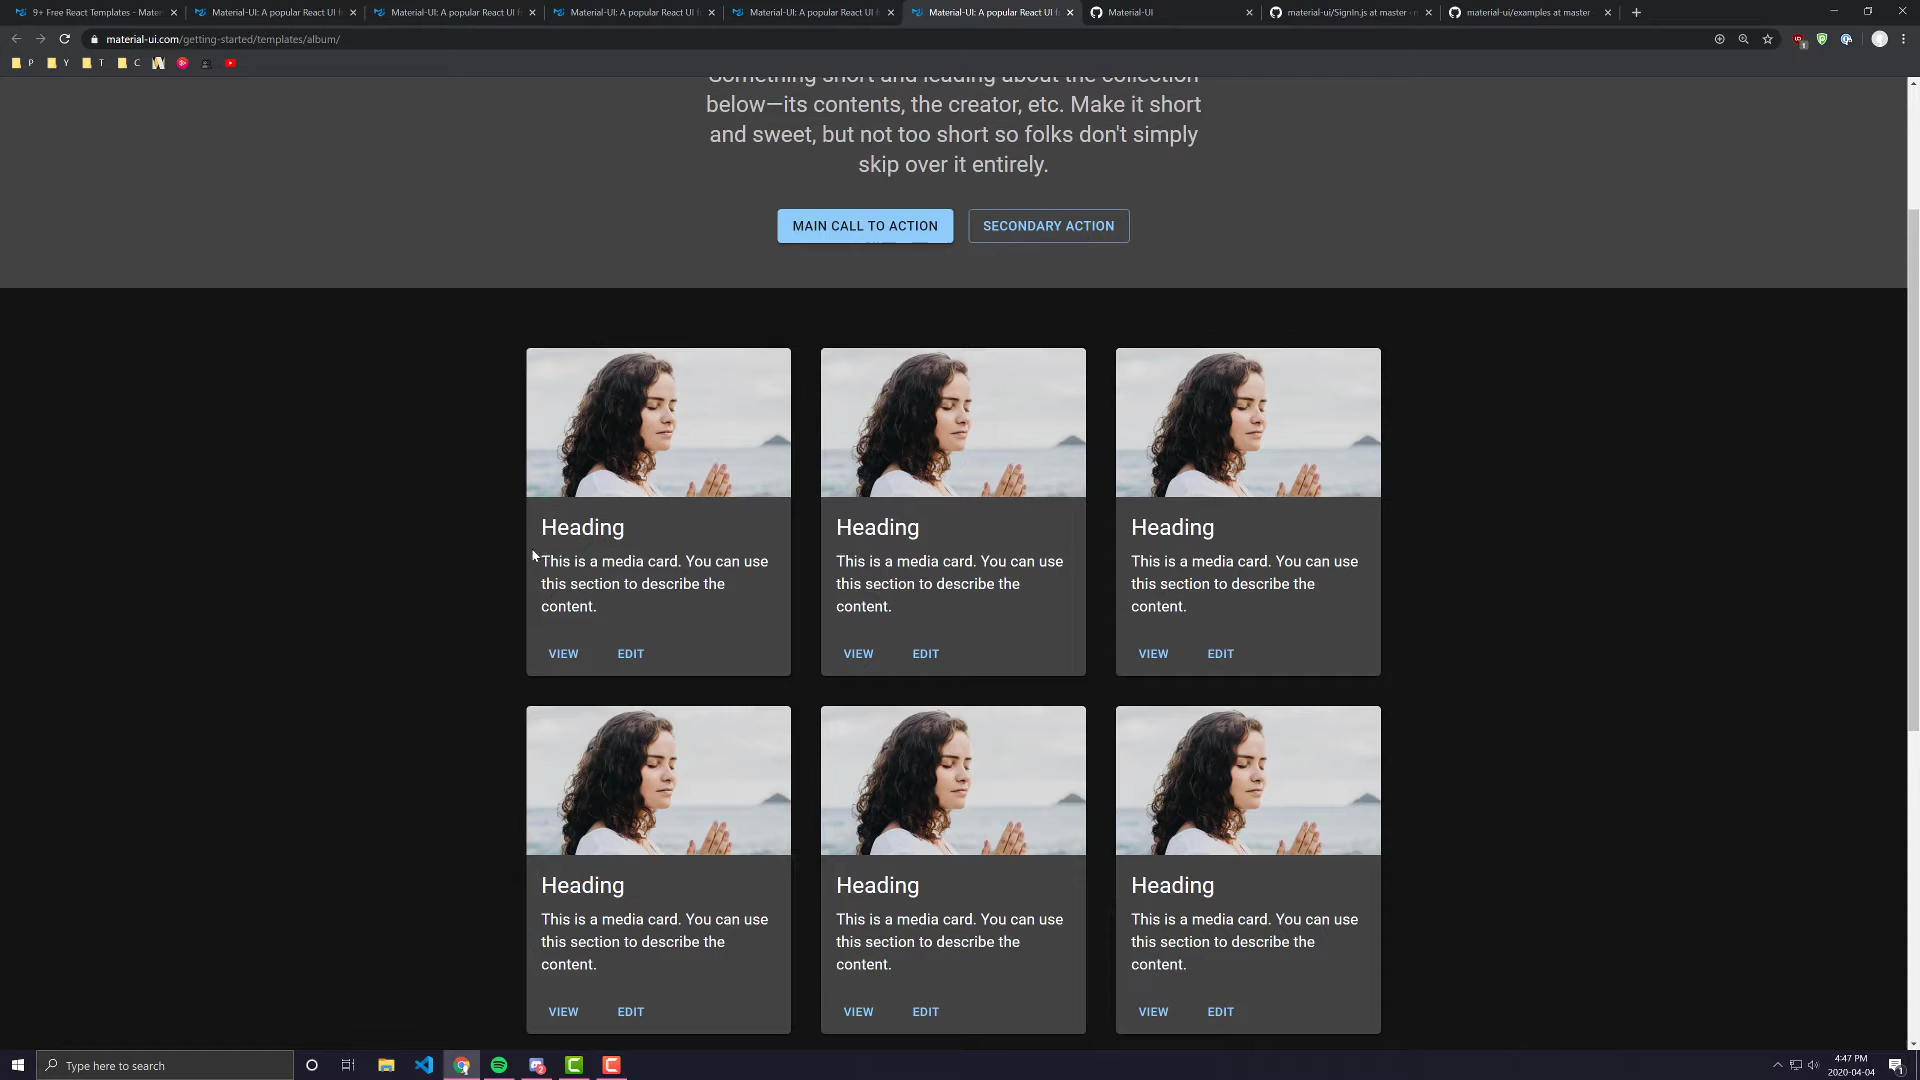 9+ Free React Templates - Mater
Material-UI: A popular React UI f
Material-UI: A popular React UI f
Material-UI: A popular React UI f
Material-UI: A popular React UI f
Material-UI: A popular React UI f
Material-UI
material-ui/SignIn.js at master ·
material-ui/examples at master
material-ui.com/getting-started/templates/album/
P Y T C
Something short and leading about the collection
below—its contents, the creator, etc. Make it short
and sweet, but not too short so folks don't simply
skip over it entirely.
MAIN CALL TO ACTION
SECONDARY ACTION
Heading
This is a media card. You can use
this section to describe the
content.
VIEW EDIT
Heading
This is a media card. You can use
this section to describe the
content.
VIEW EDIT
Heading
This is a media card. You can use
this section to describe the
content.
VIEW EDIT
Heading
This is a media card. You can use
this section to describe the
content.
VIEW EDIT
Heading
This is a media card. You can use
this section to describe the
content.
VIEW EDIT
Heading
This is a media card. You can use
this section to describe the
content.
VIEW EDIT
Type here to search
4:47 PM
2020-04-04